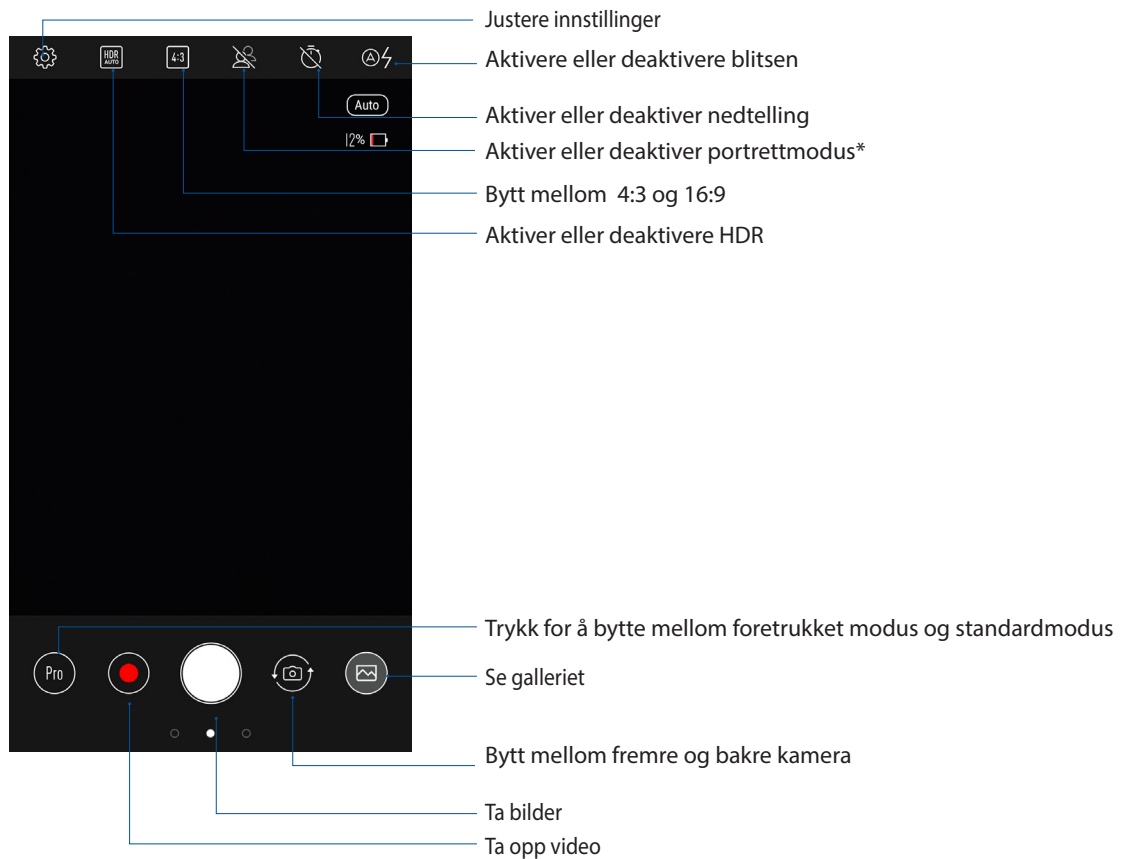 Justere innstillinger
HDR
AUTO
4:3
A
Aktivere eller deaktivere blitsen
Auto
Aktiver eller deaktiver nedtelling
12%
Aktiver eller deaktiver portrettmodus*
Bytt mellom 4:3 og 16:9
Aktiver eller deaktivere HDR
Trykk for å bytte mellom foretrukket modus og standardmodus
Pro
Se galleriet
Bytt mellom fremre og bakre kamera
Ta bilder
Ta opp video